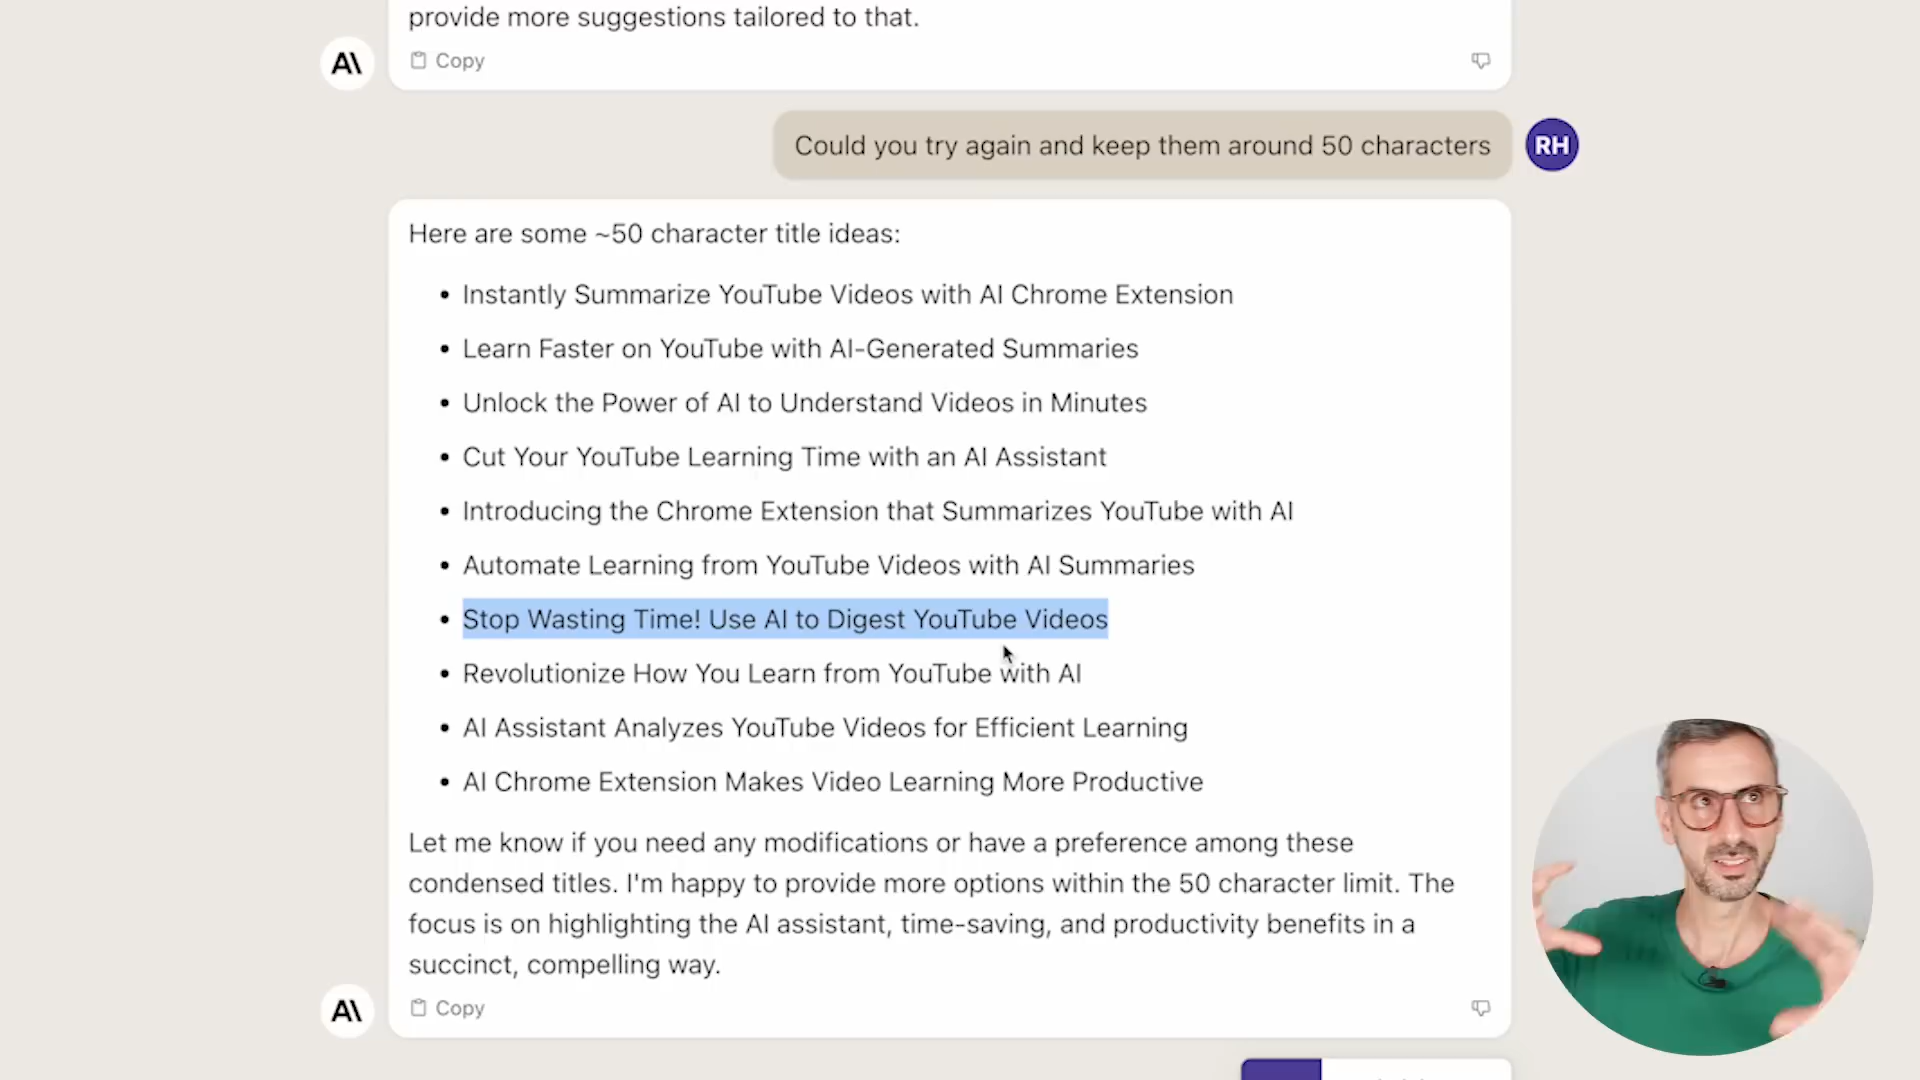 provide more suggestions tailored to that.
A\
Copy
Could you try again and keep them around 50 characters
RH
Here are some ~50 character title ideas:
• Instantly Summarize YouTube Videos with AI Chrome Extension
• Learn Faster on YouTube with AI-Generated Summaries
• Unlock the Power of AI to Understand Videos in Minutes
• Cut Your YouTube Learning Time with an AI Assistant
• Introducing the Chrome Extension that Summarizes YouTube with AI
• Automate Learning from YouTube Videos with AI Summaries
• Stop Wasting Time! Use AI to Digest YouTube Videos
• Revolutionize How You Learn from YouTube with AI
• AI Assistant Analyzes YouTube Videos for Efficient Learning
• AI Chrome Extension Makes Video Learning More Productive
Let me know if you need any modifications or have a preference among these
condensed titles. I'm happy to provide more options within the 50 character limit. The
focus is on highlighting the AI assistant, time-saving, and productivity benefits in a
succinct, compelling way.
A\
Copy